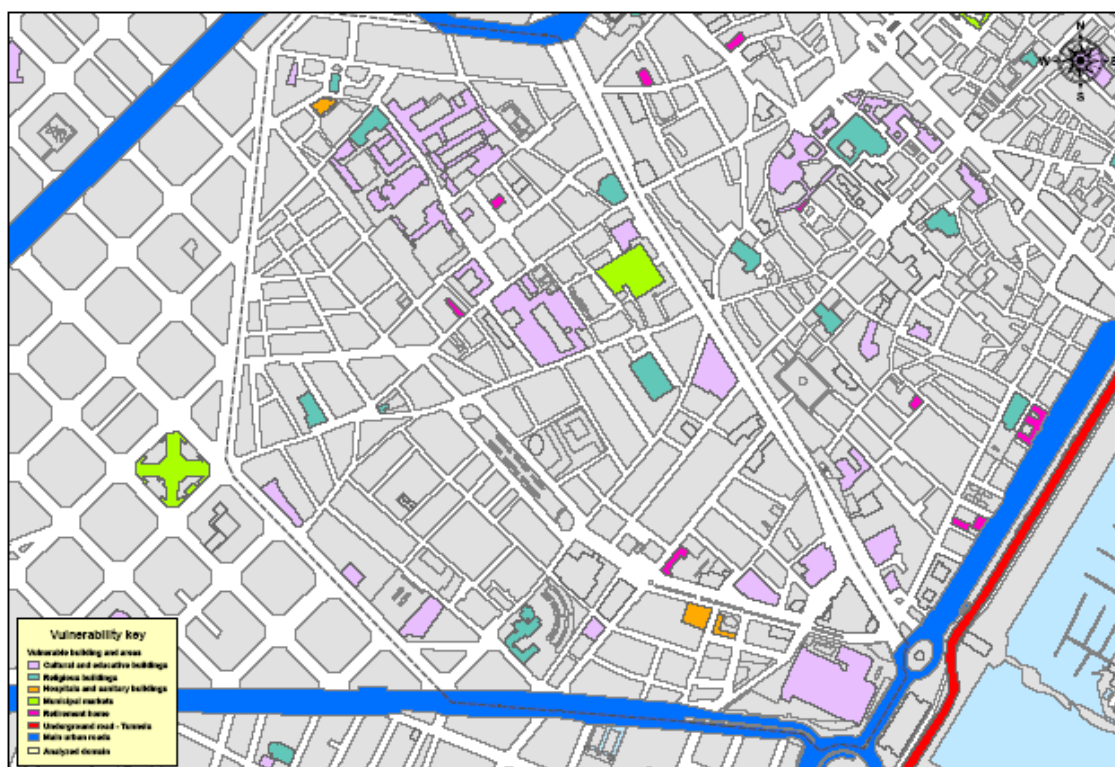 N
W
S
Vulnerability key
Vulnerable building and areas
Cultural and educative buildings
Religious buildings
Hospitals and sanitary buildings
Municipal markets
Retirement home
Underground road - Tunnels
Main urban roads
Analyzed domain